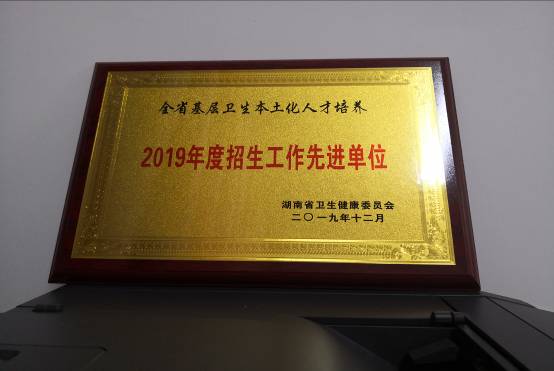 全省基层卫生本土化人才培养
2019年度招生工作先进单位
湖南省卫生健康委员会
二〇一九年十二月